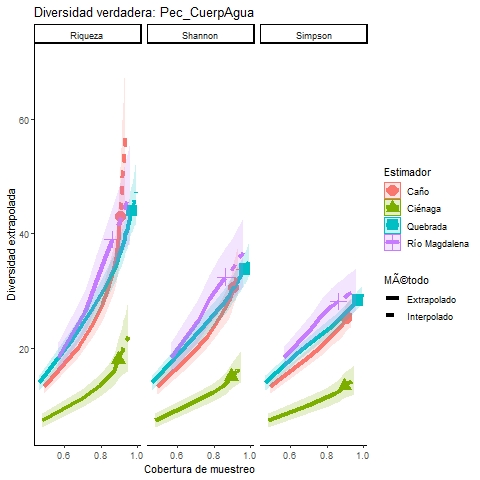 Diversidad verdadera: Pec_CuerpAgua
Riqueza
Shannon
Simpson
60
40
20
Diversidad extrapolada
0.6
0.8
1.0
0.6
0.8
1.0
0.6
0.8
1.0
Cobertura de muestreo
Estimador
Caño
Ciénaga
Quebrada
Río Magdalena
MÃ©todo
Extrapolado
Interpolado